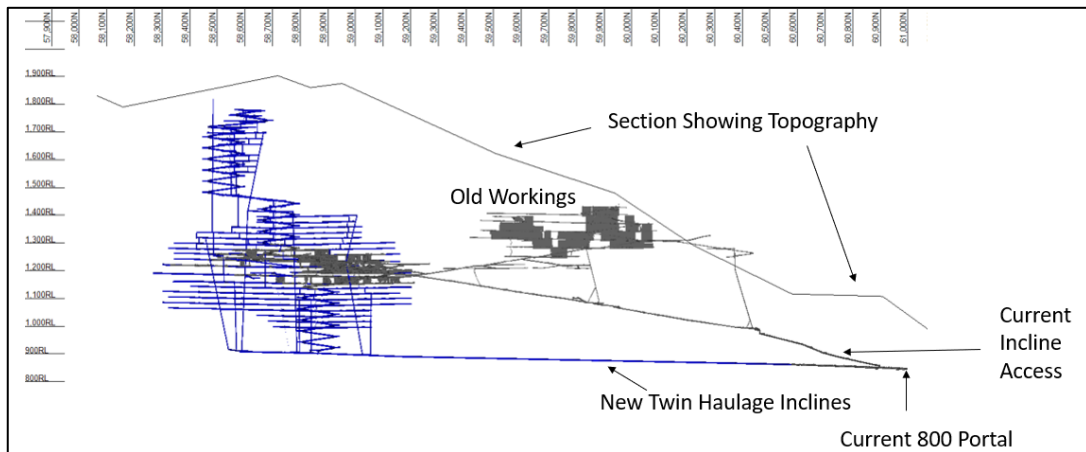 57,900N
58,000N
58,100N
58,200N
58,300N
58,400N
58,500N
58,600N
58,700N
58,800N
58,900N
59,000N
59,100N
59,200N
59,300N
59,400N
59,500N
59,600N
59,700N
59,800N
59,900N
60,000N
60,100N
60,200N
60,300N
60,400N
60,500N
60,600N
60,700N
60,800N
60,900N
61,000N
1.900RL
1.800RL
1.700RL
1.600RL
1.500RL
1.400RL
1.300RL
1.200RL
1.100RL
1.000RL
900RL
800RL
Section Showing Topography
Old Workings
Current
Incline
Access
New Twin Haulage Inclines
Current 800 Portal